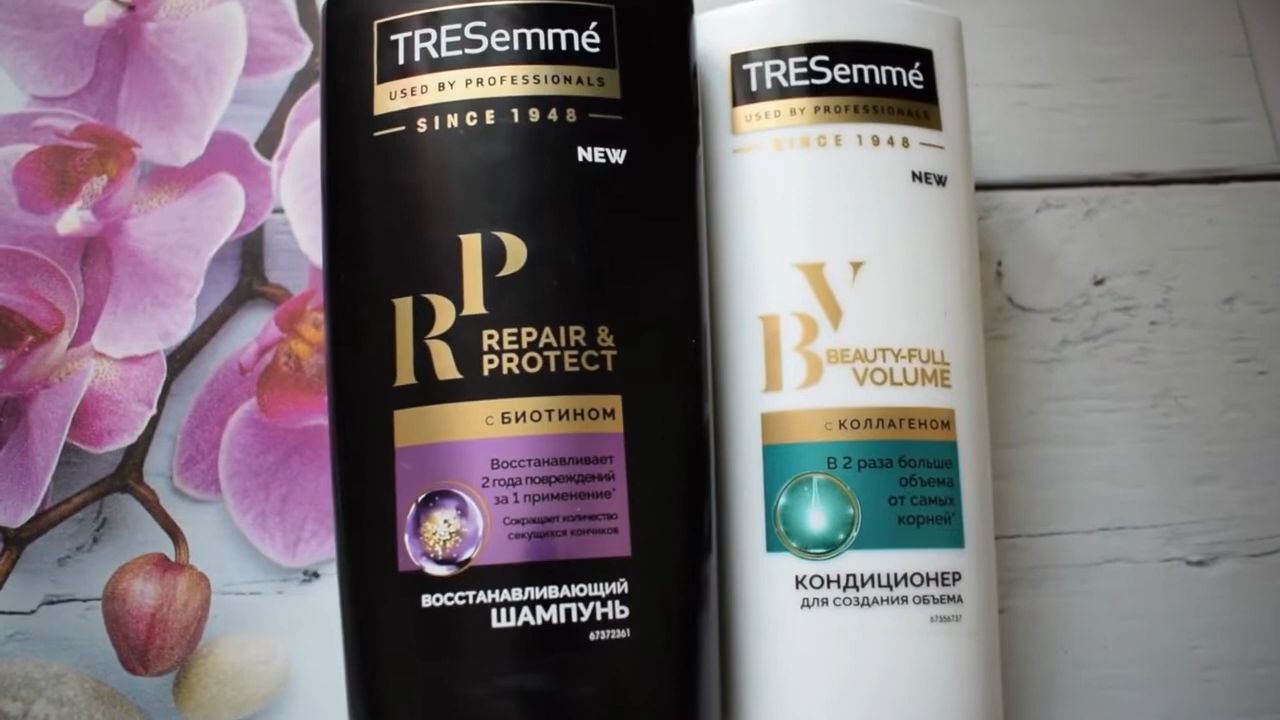 TRESemmé
USED BY PROFESSIONALS
SINCE 1948
NEW
RP
REPAIR &
PROTECT
С БИОТИНОМ
Восстанавливает
2 года повреждений
за 1 применение*
Сокращает количество
секущихся кончиков
ВОССТАНАВЛИВАЮЩИЙ
ШАМПУНЬ
67372361
TRESemmé
USED BY PROFESSIONALS
SINCE 1948
NEW
BV
BEAUTY-FULL
VOLUME
С КОЛЛАГЕНОМ
В 2 раза больше
объема
от самых
корней*
КОНДИЦИОНЕР
ДЛЯ СОЗДАНИЯ ОБЪЕМА
67356737